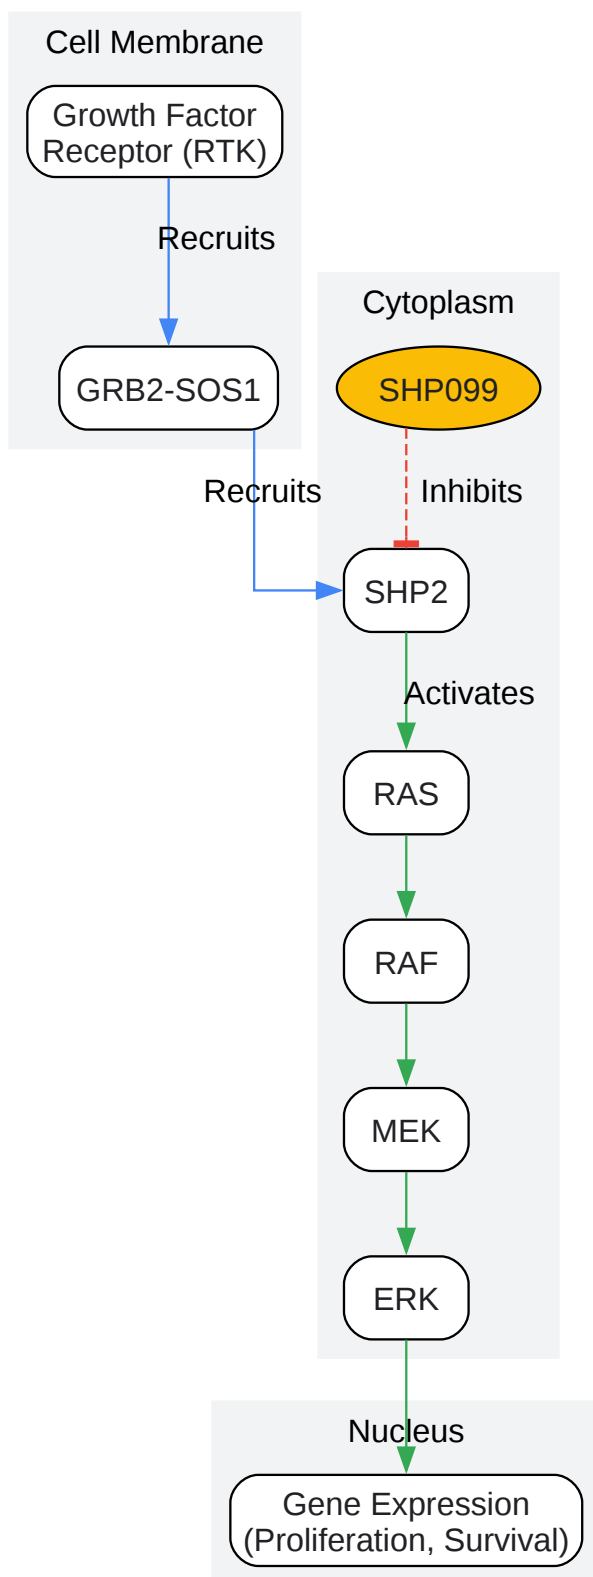 Cell Membrane
Growth Factor
Receptor (RTK)
Recruits
GRB2-SOS1
Recruits
Cytoplasm
SHP099
Inhibits
SHP2
Activates
RAS
RAF
MEK
ERK
Nucleus
Gene Expression
(Proliferation, Survival)